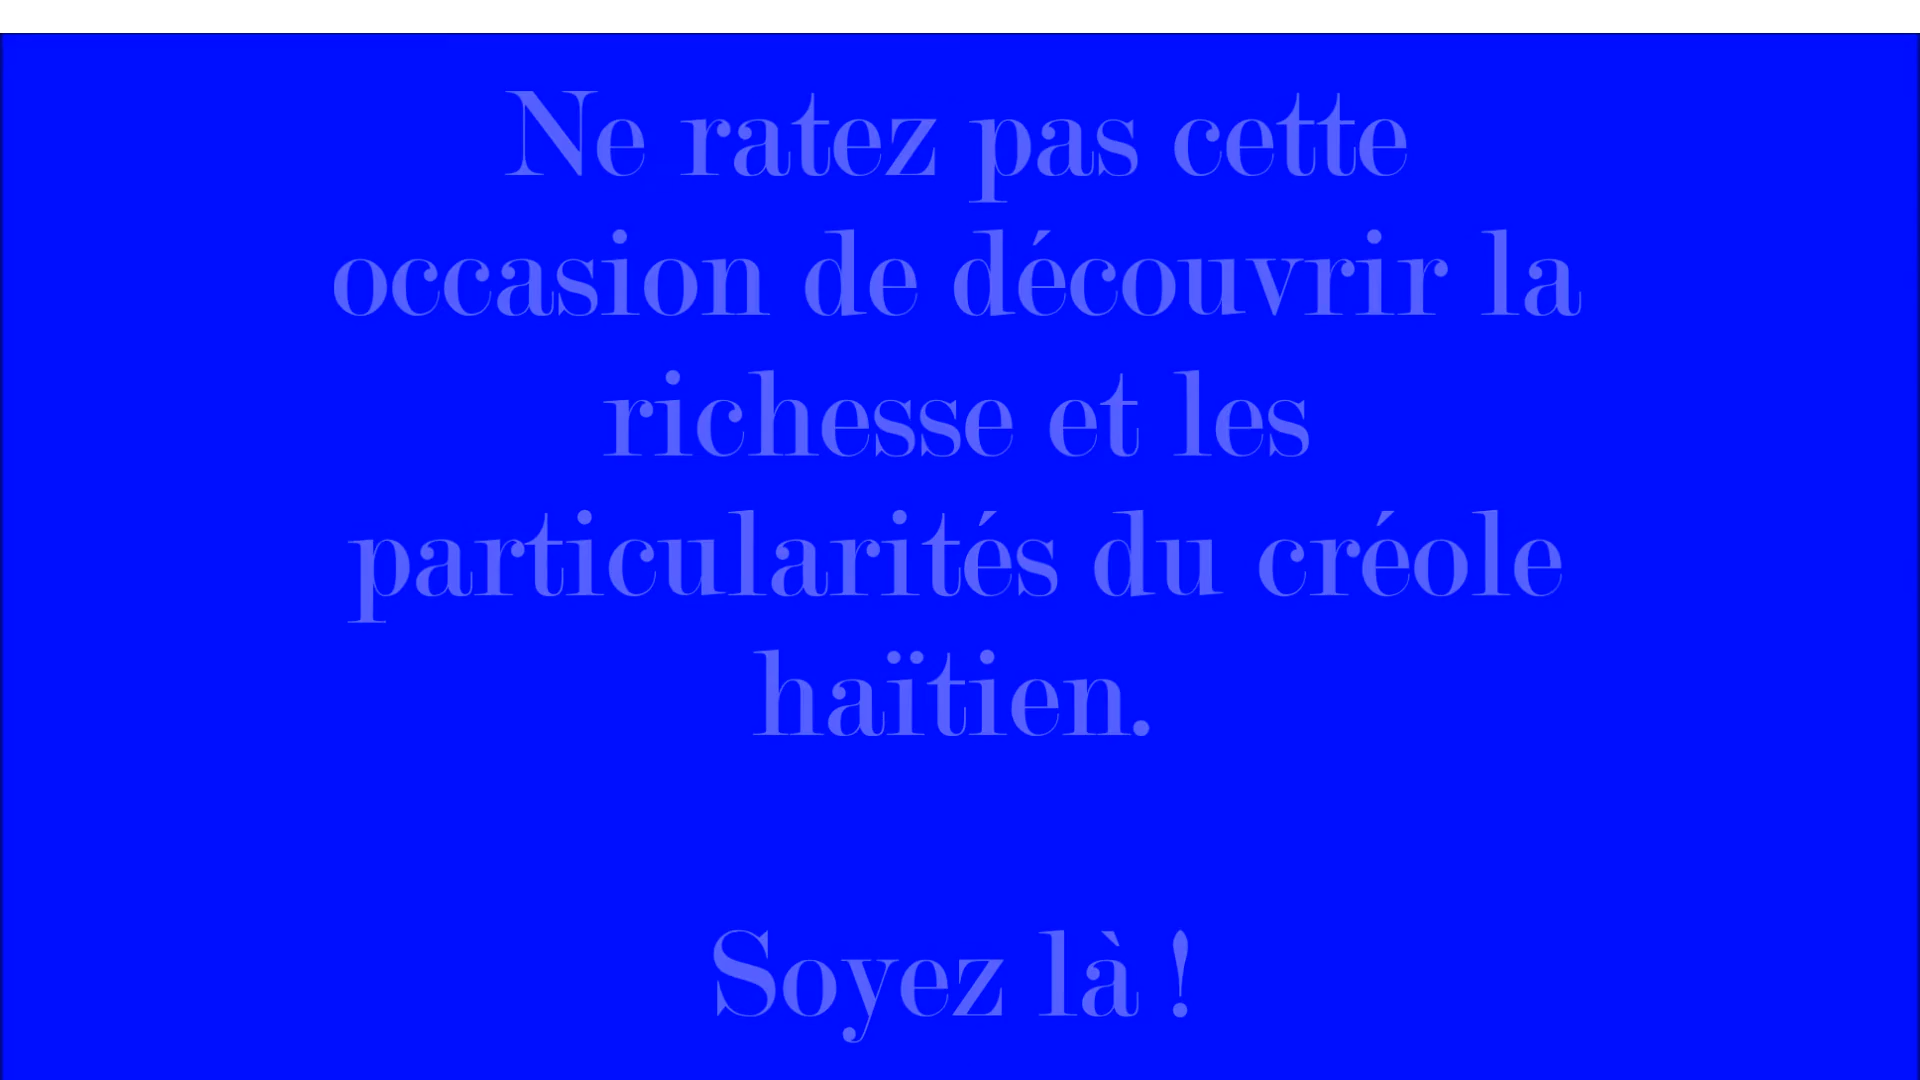 Ne ratez pas cette
occasion de découvrir la
richesse et les
particularités du créole
haïtien.
Soyez là !